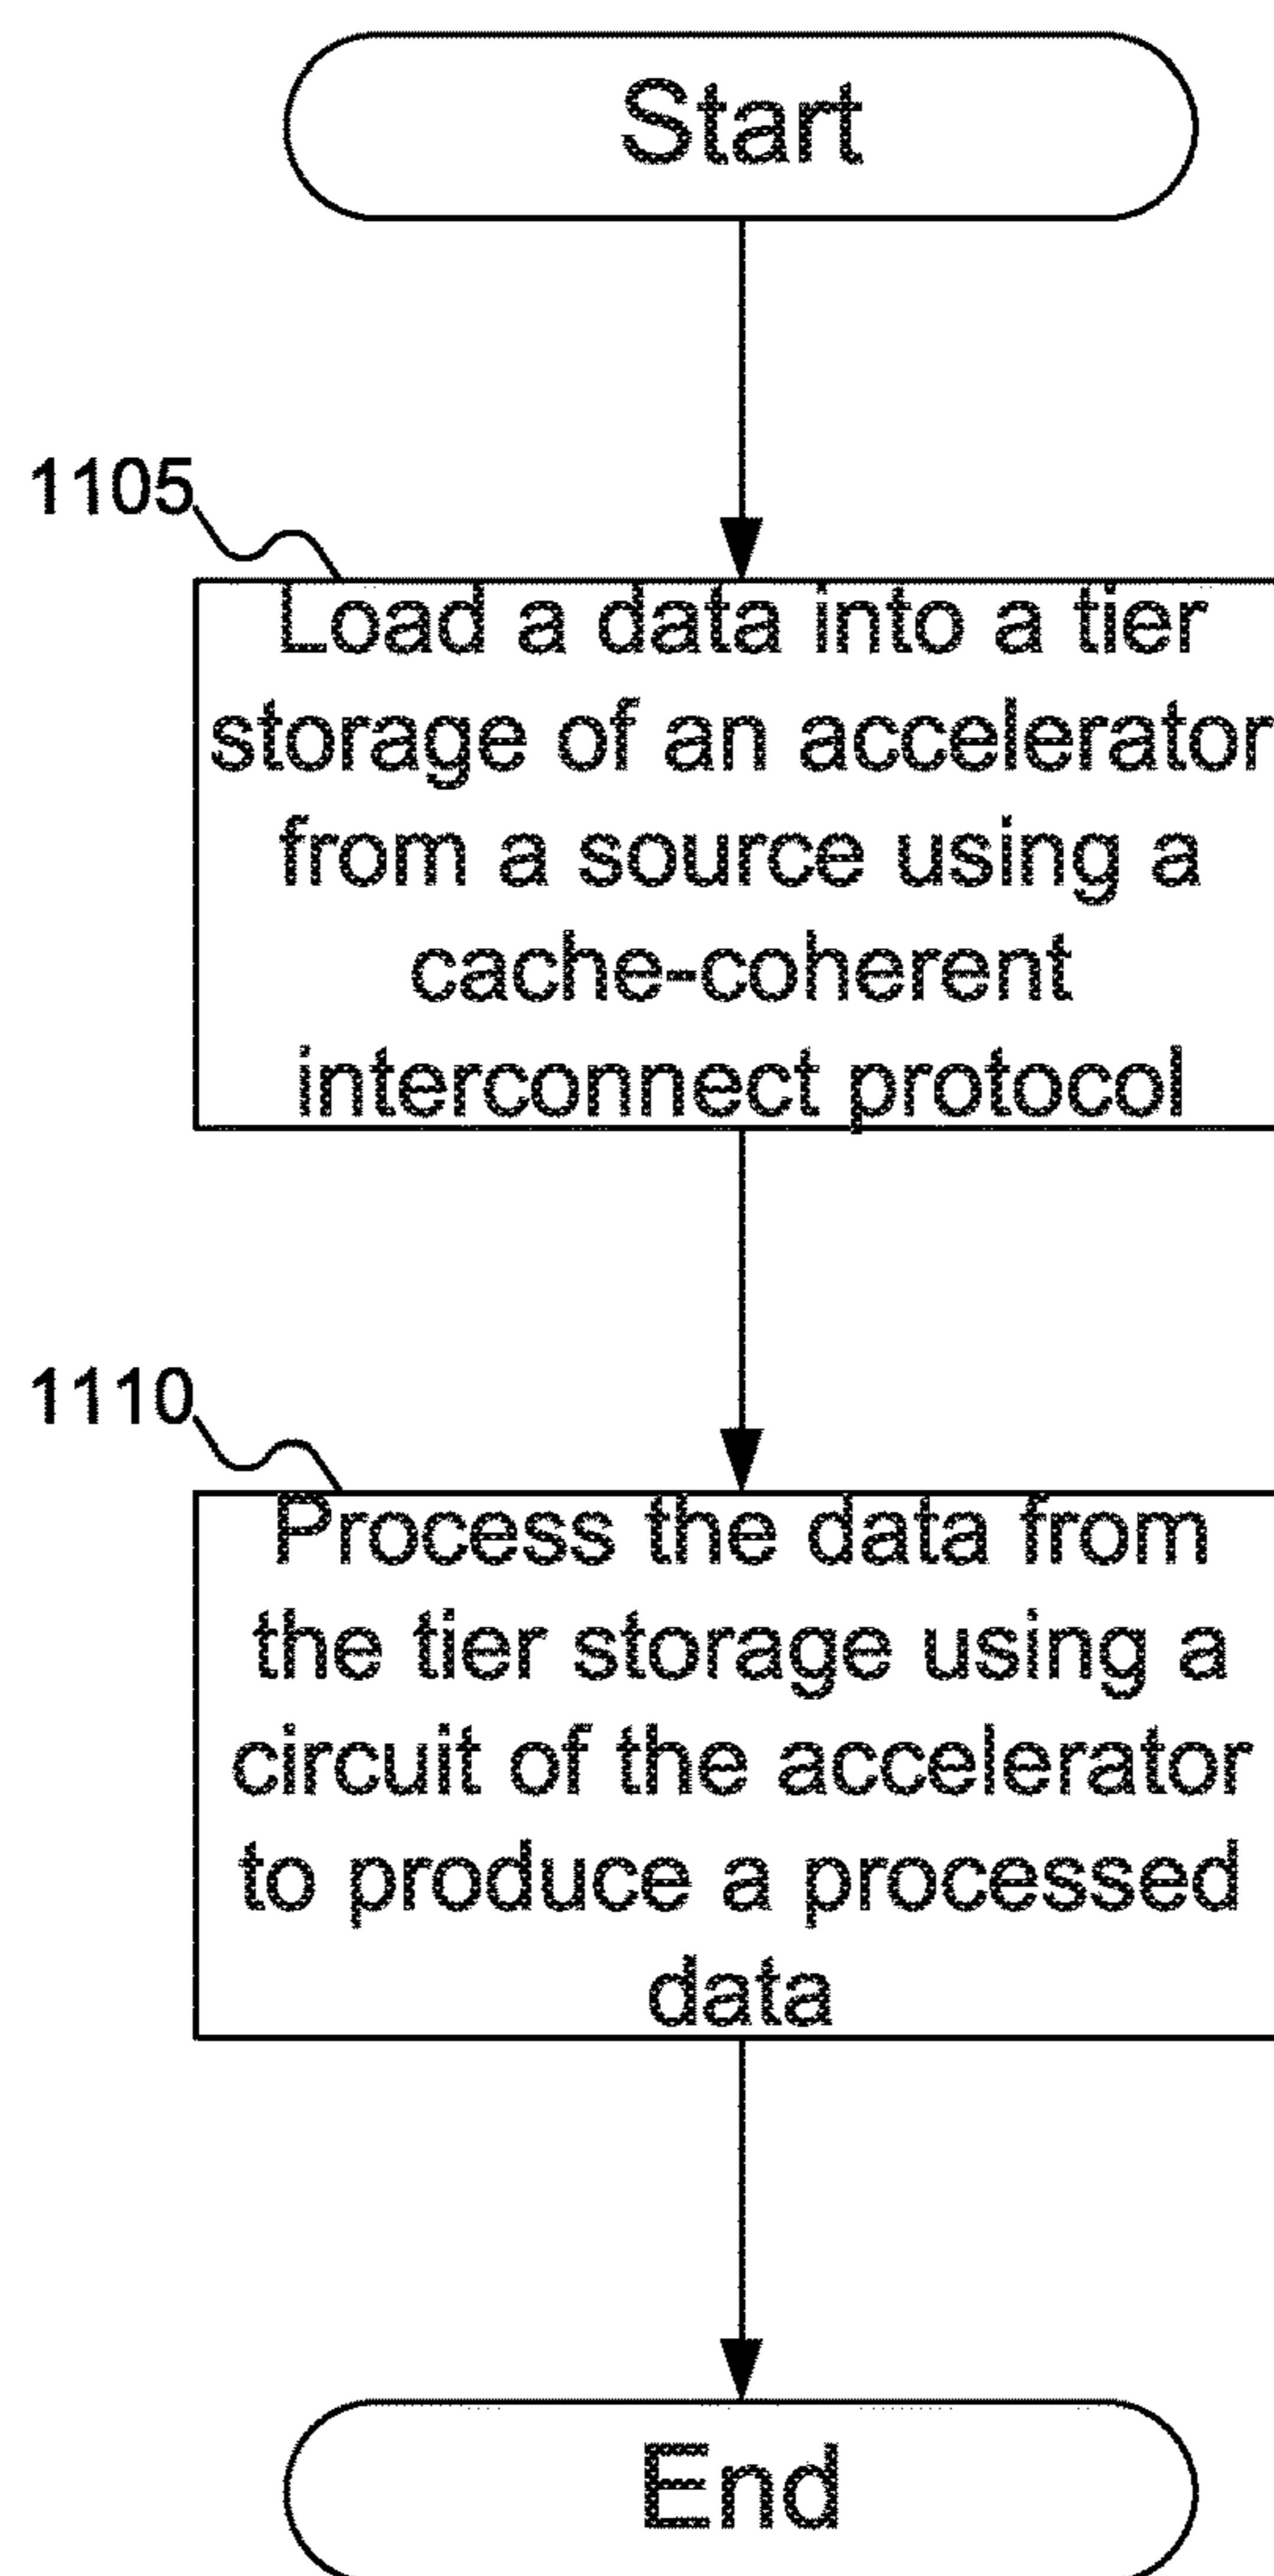 Start
1105
Load a data into a tier
storage of an accelerator
from a source using a
cache-coherent
interconnect protocol
1110
Process the data from
the tier storage using a
circuit of the accelerator
to produce a processed
data
End